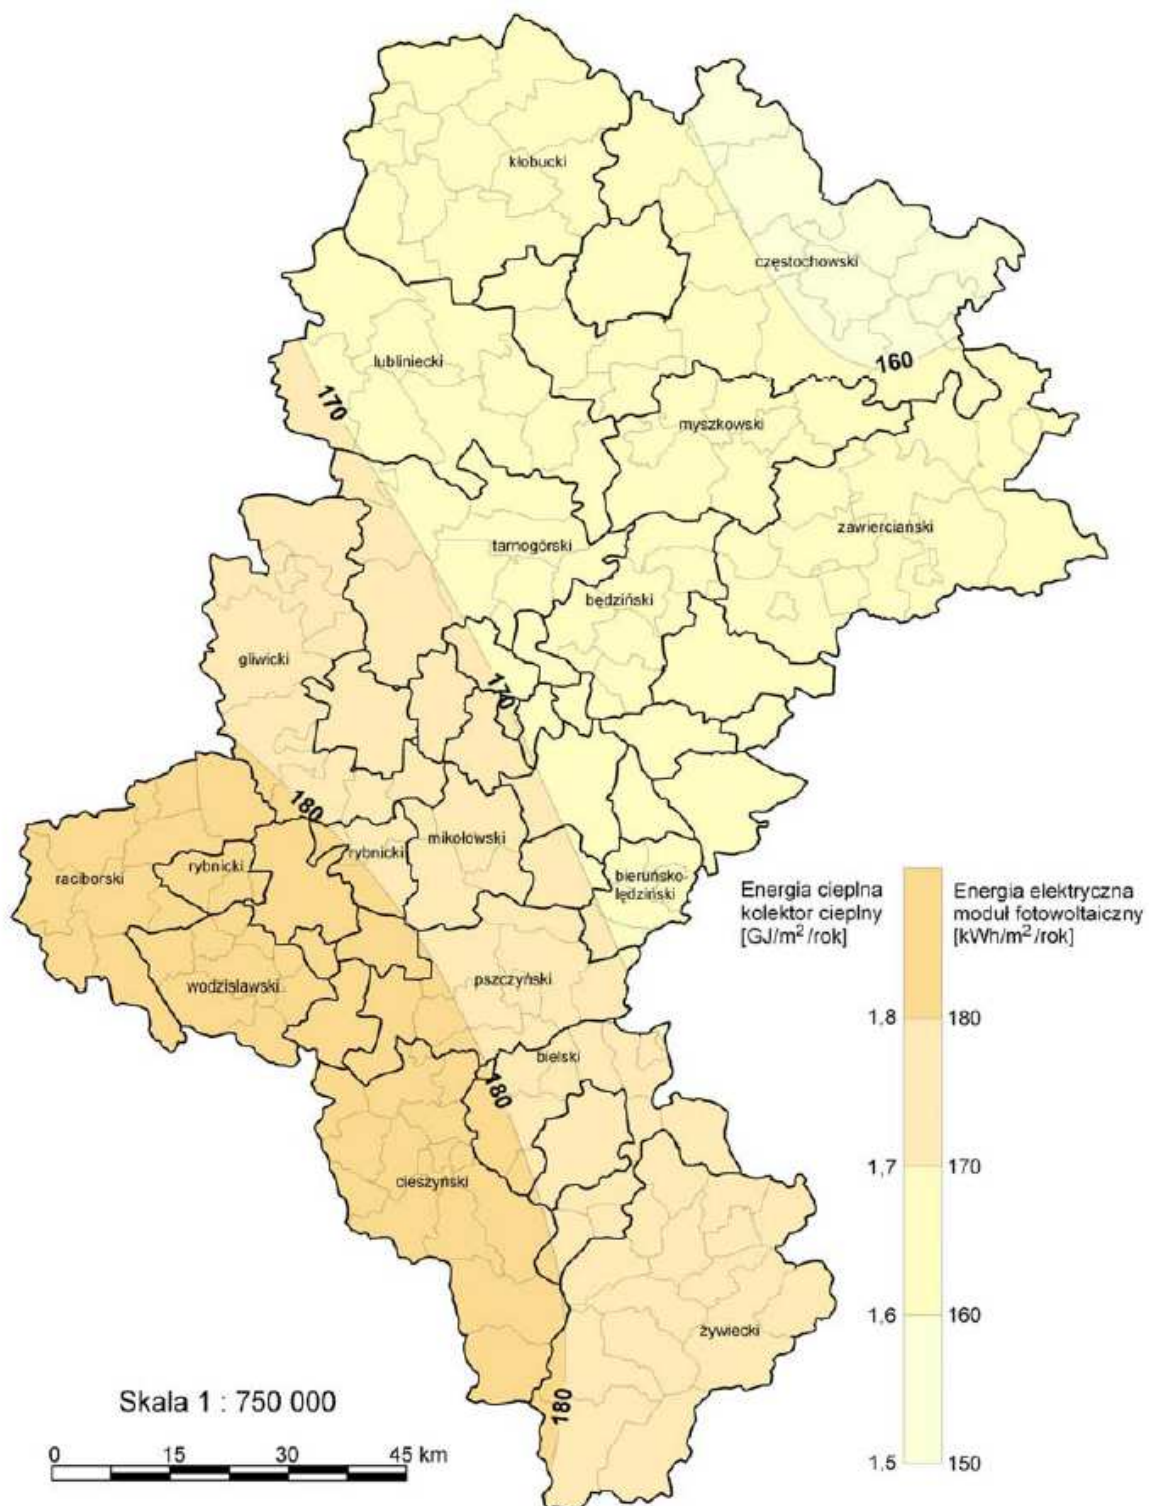 kłobucki
częstochowski
160
lubliniecki
170
myszkowski
zawierciański
tarnogórski
będziński
gliwicki
170
180
mikołowski
rybnicki
rybnicki
raciborski
bieruńsko-
lędziński
wodzisławski
pszczyński
bielski
180
cieszyński
żywiecki
180
Energia cieplna
kolektor cieplny
[GJ/m²/rok]
Energia elektryczna
moduł fotowoltaiczny
[kWh/m²/rok]
1,8 180
1,7 170
1,6 160
1,5 150
Skala 1 : 750 000
0 15 30 45 km